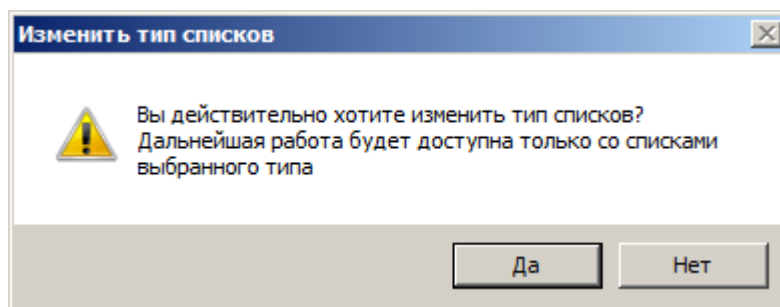 Изменить тип списков
Вы действительно хотите изменить тип списков?
Дальнейшая работа будет доступна только со списками
выбранного типа
Да
Нет